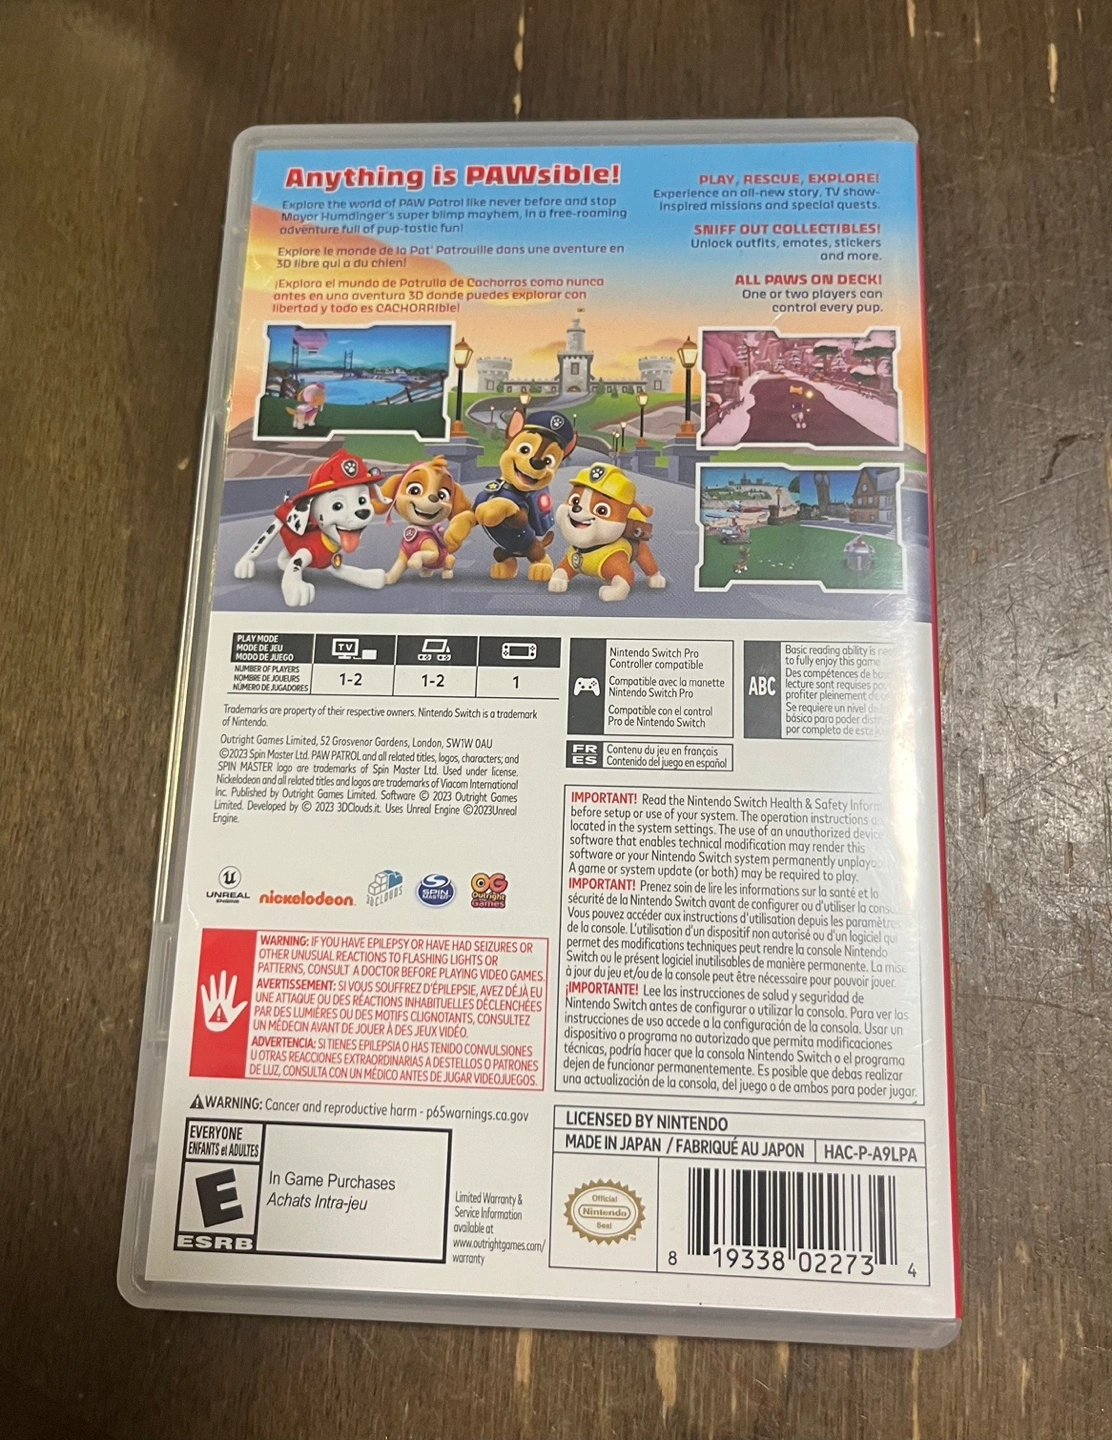 Anything is PAWsible!
Explore the world of PAW Patrol like never before and stop
Mayor Humdinger's super blimp mayhem, in a free-roaming
adventure full of pup-tastic fun!
Explore le monde de la Pat' Patrouille dans une aventure en
3D libre qui a du chien!
¡Explora el mundo de Patrulla de Cachorros como nunca
antes en una aventura 3D donde puedes explorar con
libertad y todo es CACHORRIble!
PLAY, RESCUE, EXPLORE!
Experience an all-new story, TV show-
inspired missions and special quests.
SNIFF OUT COLLECTIBLES!
Unlock outfits, emotes, stickers
and more.
ALL PAWS ON DECK!
One or two players can
control every pup.
PLAY MODE
MODE DE JEU
MODO DE JUEGO
TV
NUMBER OF PLAYERS
NOMBRE DE JOUEURS
NÚMERO DE JUGADORES
1-2
1-2
1
Nintendo Switch Pro
Controller compatible
Compatible avec la manette
Nintendo Switch Pro
Compatible con el control
Pro de Nintendo Switch
ABC
Basic reading ability is
to fully enjoy this game
Des compétences de
lecture sont requises
profiter pleinement
Se requiere un nivel
básico para poder
por completo de este
FR
ES
Contenu du jeu en français
Contenido del juego en español
Trademarks are property of their respective owners. Nintendo Switch is a trademark
of Nintendo.
Outright Games Limited, 52 Grosvenor Gardens, London, SW1W 0AU
©2023 Spin Master Ltd. PAW PATROL and all related titles, logos, characters; and
SPIN MASTER logo are trademarks of Spin Master Ltd. Used under license.
Nickelodeon and all related titles and logos are trademarks of Viacom International
Inc. Published by Outright Games Limited. Software © 2023 Outright Games
Limited. Developed by © 2023 3DClouds.it. Uses Unreal Engine ©2023Unreal
Engine.
UNREAL
ENGINE
nickelodeon
3DCLOUDS
SPIN
MASTER
OG
Outright
Games
WARNING: IF YOU HAVE EPILEPSY OR HAVE HAD SEIZURES OR
OTHER UNUSUAL REACTIONS TO FLASHING LIGHTS OR
PATTERNS, CONSULT A DOCTOR BEFORE PLAYING VIDEO GAMES.
AVERTISSEMENT: SI VOUS SOUFFREZ D'ÉPILEPSIE, AVEZ DÉJÀ EU
UNE ATTAQUE OU DES RÉACTIONS INHABITUELLES DÉCLENCHÉES
PAR DES LUMIÈRES OU DES MOTIFS CLIGNOTANTS, CONSULTEZ
UN MÉDECIN AVANT DE JOUER À DES JEUX VIDÉO.
ADVERTENCIA: SI TIENES EPILEPSIA O HAS TENIDO CONVULSIONES
U OTRAS REACCIONES EXTRAORDINARIAS A DESTELLOS O PATRONES
DE LUZ, CONSULTA CON UN MÉDICO ANTES DE JUGAR VIDEOJUEGOS.
IMPORTANT! Read the Nintendo Switch Health & Safety
before setup or use of your system. The operation instructions
located in the system settings. The use of an unauthorized device
software that enables technical modification may render this
software or your Nintendo Switch system permanently
A game or system update (or both) may be required to play.
IMPORTANT! Prenez soin de lire les informations sur la santé et la
sécurité de la Nintendo Switch avant de configurer ou d'utiliser la
Vous pouvez accéder aux instructions d'utilisation depuis les paramètres
de la console. L'utilisation d'un dispositif non autorisé ou d'un logiciel qui
permet des modifications techniques peut rendre la console Nintendo
Switch ou le présent logiciel inutilisables de manière permanente. La mise
à jour du jeu et/ou de la console peut être nécessaire pour pouvoir jouer.
¡IMPORTANTE! Lee las instrucciones de salud y seguridad de
Nintendo Switch antes de configurar o utilizar la consola. Para ver las
instrucciones de uso accede a la configuración de la consola. Usar un
dispositivo o programa no autorizado que permita modificaciones
técnicas, podría hacer que la consola Nintendo Switch o el programa
dejen de funcionar permanentemente. Es posible que debas realizar
una actualización de la consola, del juego o de ambos para poder jugar.
WARNING: Cancer and reproductive harm - p65warnings.ca.gov
EVERYONE
ENFANTS et ADULTES
E
ESRB
In Game Purchases
Achats Intra-jeu
Limited Warranty &
Service Information
available at
www.outrightgames.com/
warranty
LICENSED BY NINTENDO
MADE IN JAPAN / FABRIQUÉ AU JAPON
HAC-P-A9LPA
Official
Nintendo
Seal
8 19338 02273 4